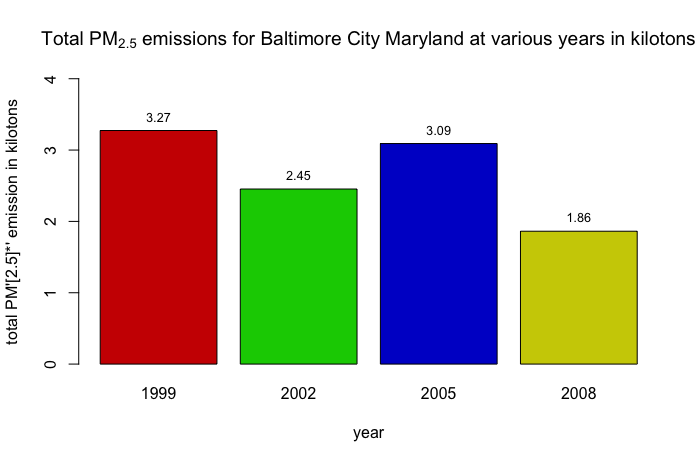 Total PM2.5 emissions for Baltimore City Maryland at various years in kilotons
total PM'[2.5]*' emission in kilotons
4
3
2
1
0
3.27
2.45
3.09
1.86
1999 2002 2005 2008
year